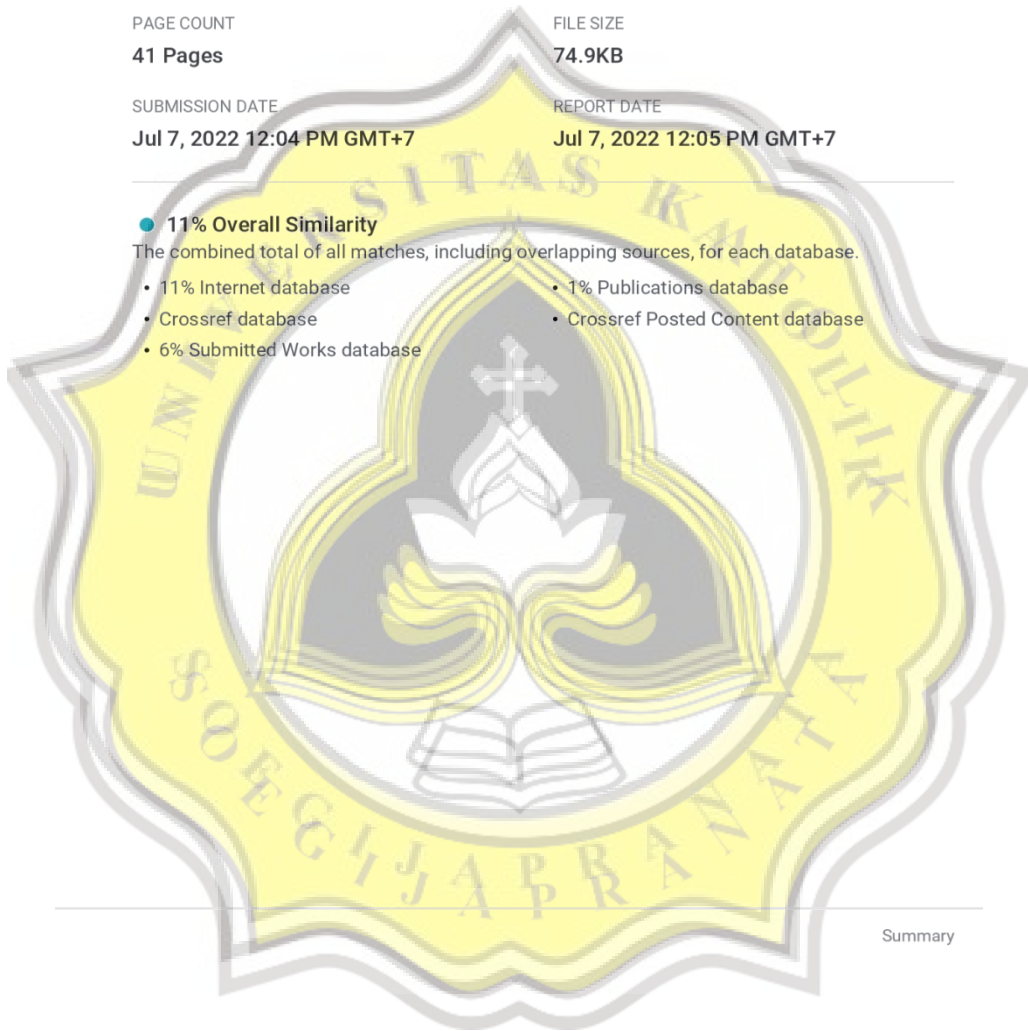 PAGE COUNT
41 Pages
FILE SIZE
74.9KB
SUBMISSION DATE
Jul 7, 2022 12:04 PM GMT+7
REPORT DATE
Jul 7, 2022 12:05 PM GMT+7
11% Overall Similarity
The combined total of all matches, including overlapping sources, for each database.
• 11% Internet database
• 1% Publications database
• Crossref database
• Crossref Posted Content database
• 6% Submitted Works database
UNIVERSITAS KATOLIK
SOEGIJAPRANATA
Summary